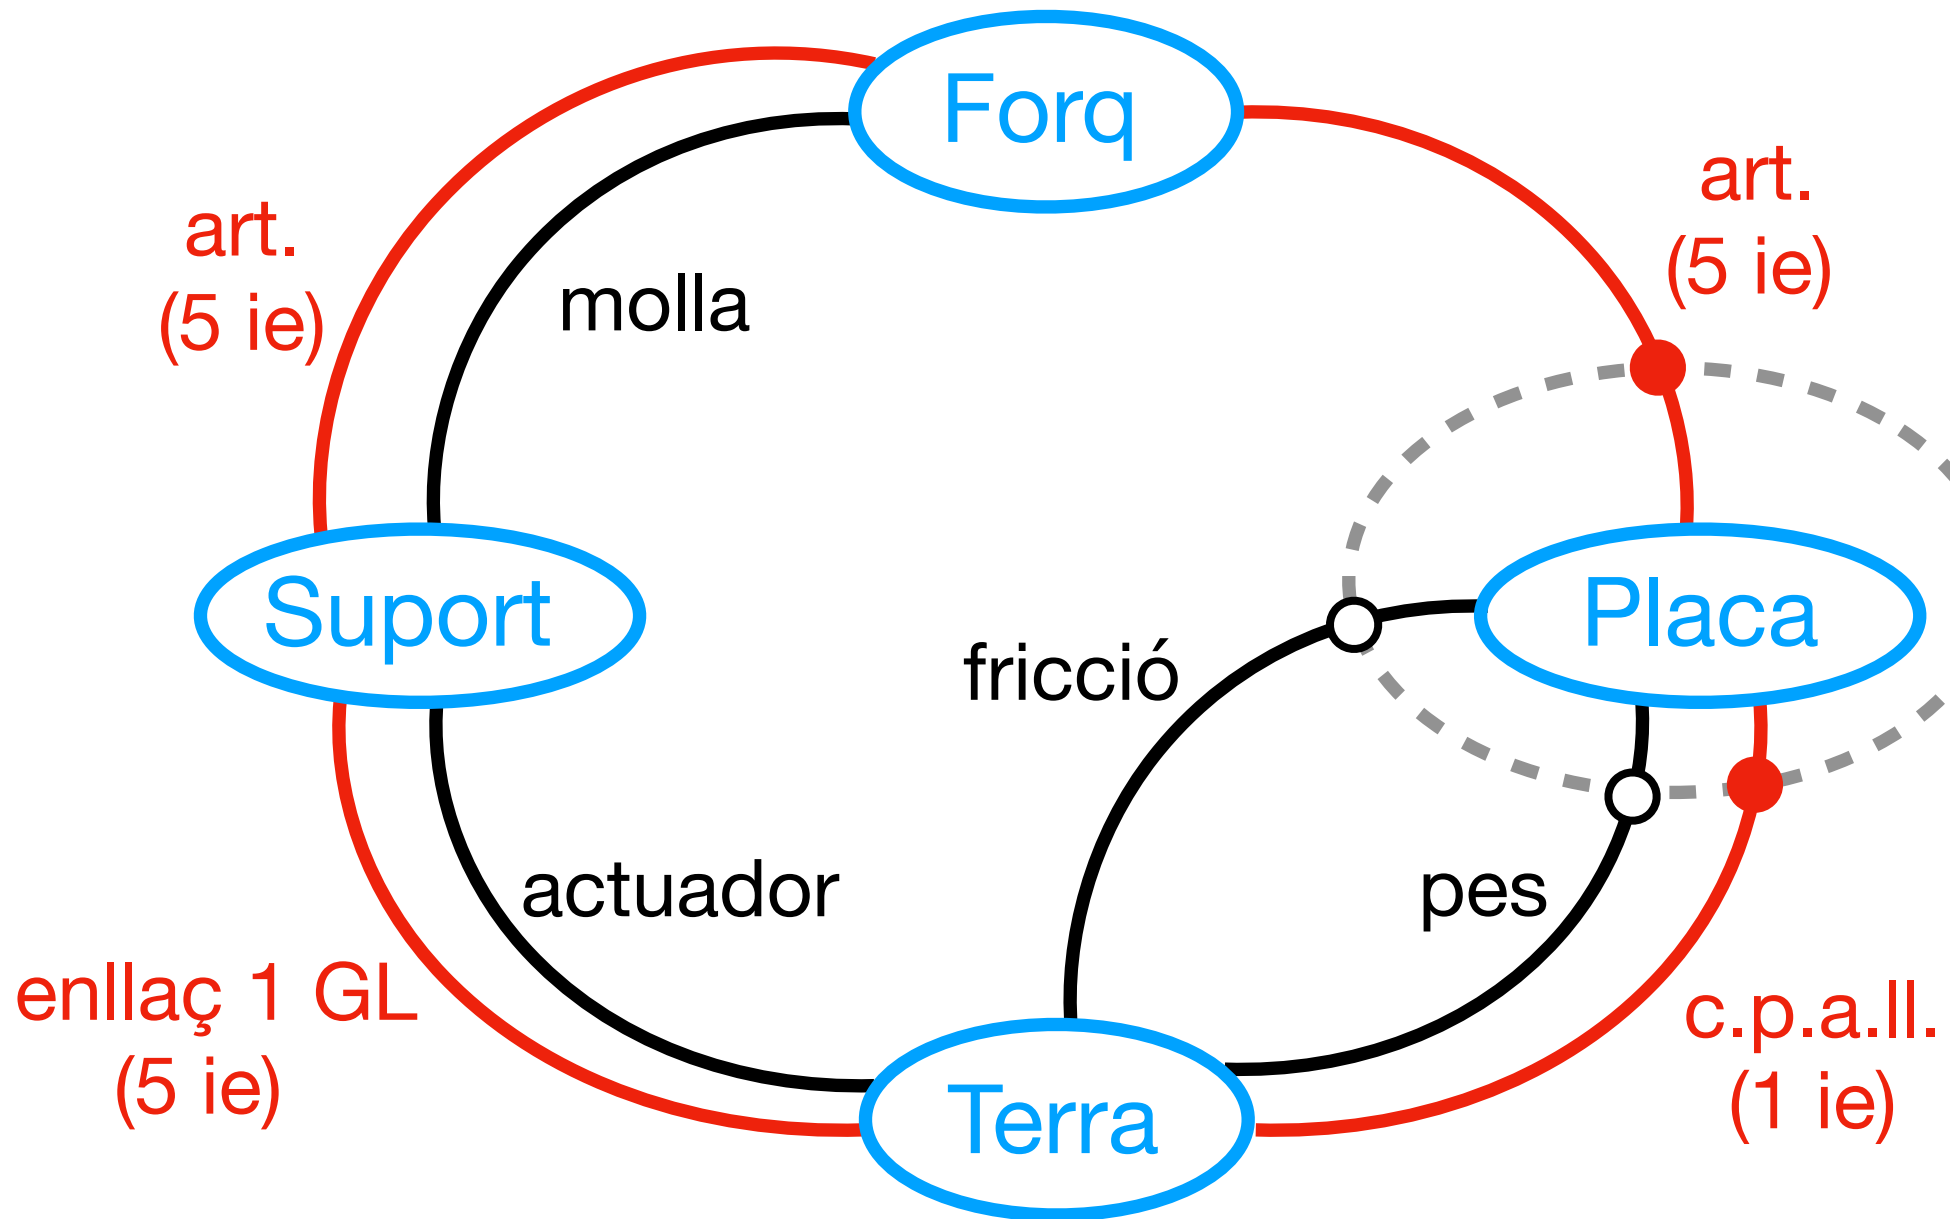 Forq
art.
(5 ie)
art.
(5 ie)
molla
Suport
fricció
Placa
actuador
pes
enllaç 1 GL
(5 ie)
c.p.a.ll.
(1 ie)
Terra